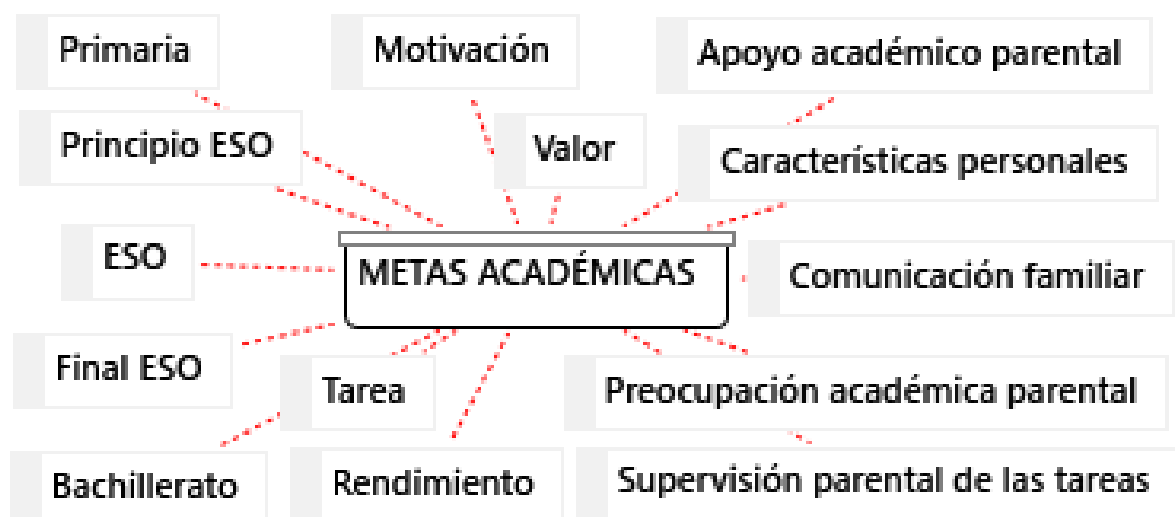 Primaria
Motivación
Apoyo académico parental
Principio ESO
Valor
Características personales
ESO
METAS ACADÉMICAS
Comunicación familiar
Final ESO
Tarea
Preocupación académica parental
Bachillerato
Rendimiento
Supervisión parental de las tareas